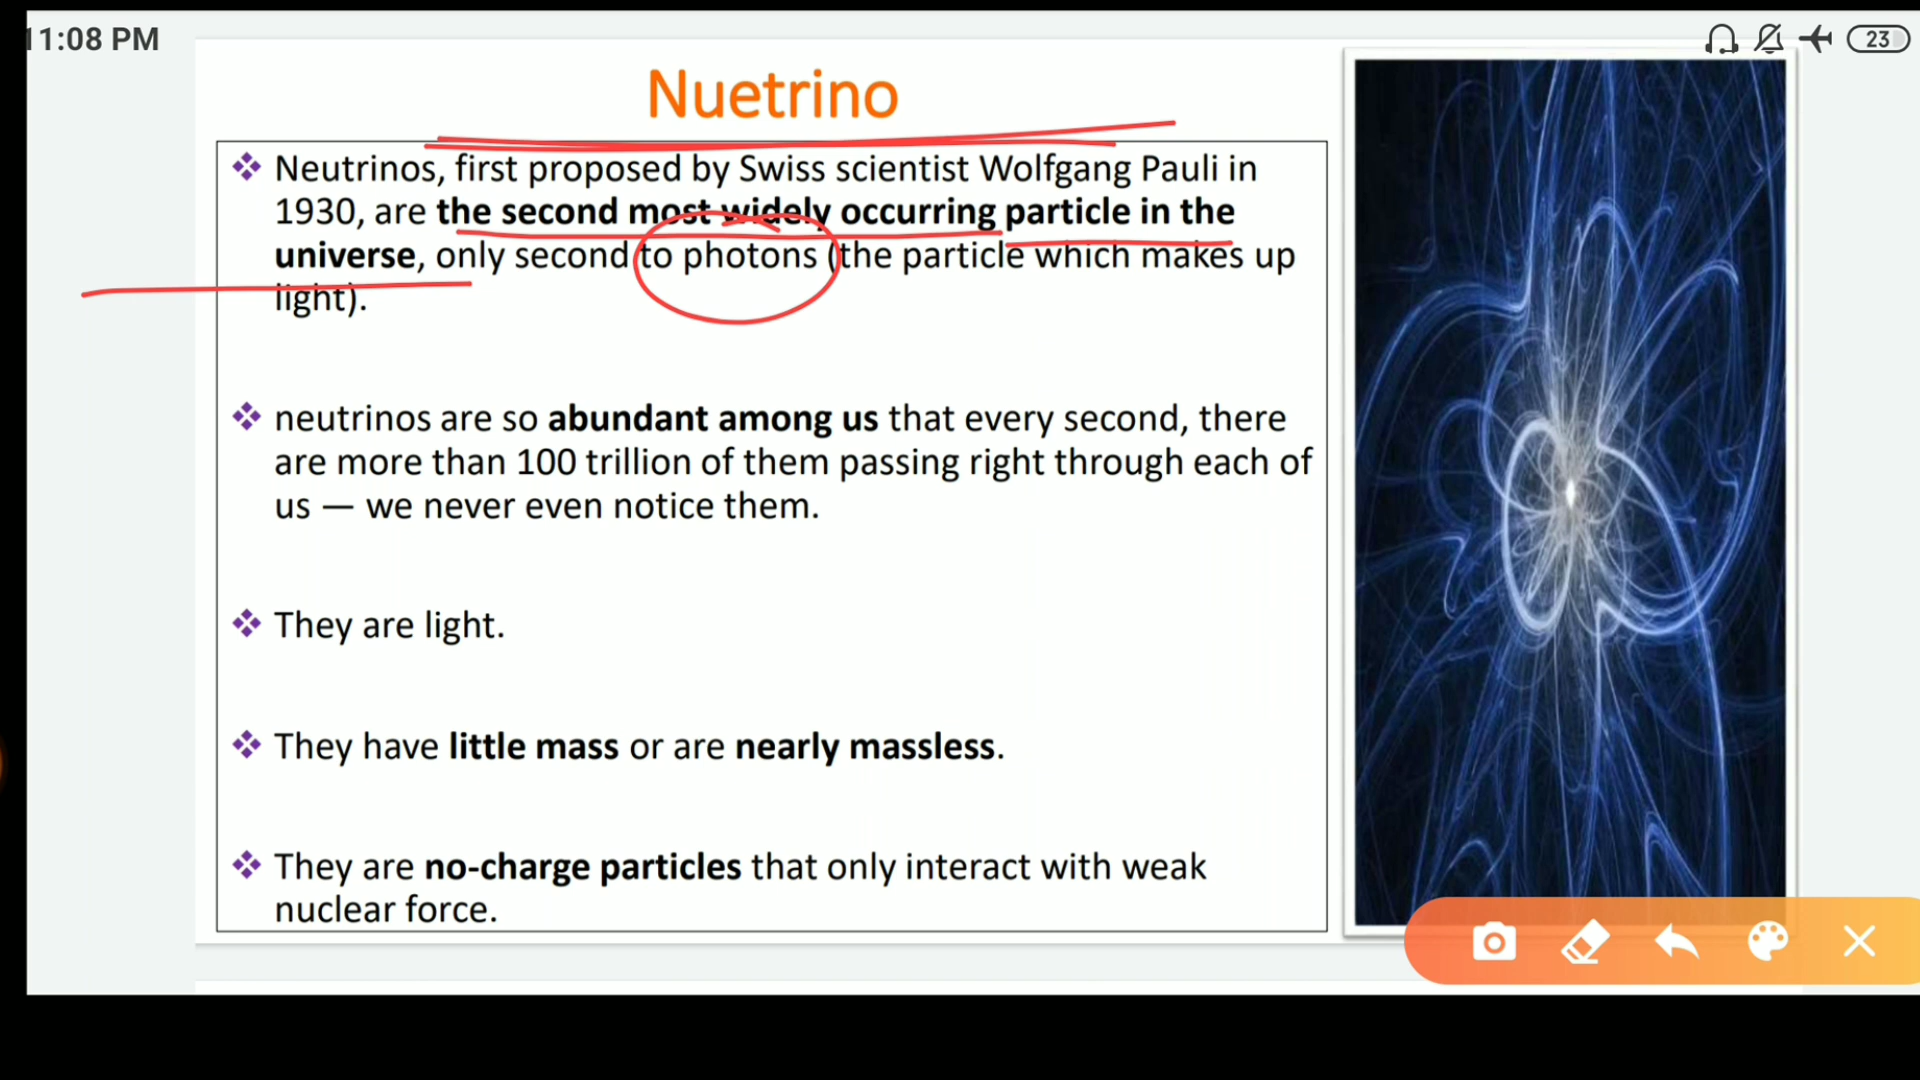 11:08 PM
23
Nuetrino
Neutrinos, first proposed by Swiss scientist Wolfgang Pauli in
1930, are the second most widely occurring particle in the
universe, only second to photons (the particle which makes up
light).
neutrinos are so abundant among us that every second, there
are more than 100 trillion of them passing right through each of
us — we never even notice them.
They are light.
They have little mass or are nearly massless.
They are no-charge particles that only interact with weak
nuclear force.